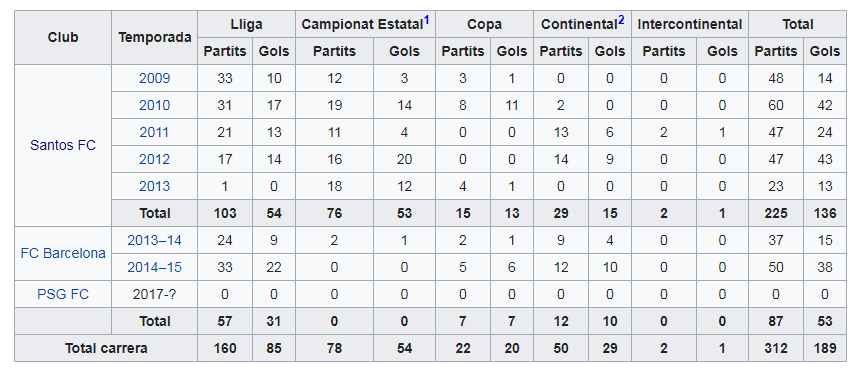 Club Temporada Lliga Campionat Estatal1 Copa Continental2 Intercontinental Total
Partits Gols Partits Gols Partits Gols Partits Gols Partits Gols Partits Gols
Santos FC
2009 33 10 12 3 3 1 0 0 0 0 48 14
2010 31 17 19 14 8 11 2 0 0 0 60 42
2011 21 13 11 4 0 0 13 6 2 1 47 24
2012 17 14 16 20 0 0 14 9 0 0 47 43
2013 1 0 18 12 4 1 0 0 0 0 23 13
Total 103 54 76 53 15 13 29 15 2 1 225 136
FC Barcelona
2013–14 24 9 2 1 2 1 9 4 0 0 37 15
2014–15 33 22 0 0 5 6 12 10 0 0 50 38
PSG FC 2017-? 0 0 0 0 0 0 0 0 0 0 0 0
Total 57 31 0 0 7 7 12 10 0 0 87 53
Total carrera 160 85 78 54 22 20 50 29 2 1 312 189